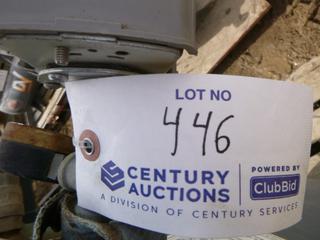 LOT NO
446
CENTURY
AUCTIONS
POWERED BY
ClubBid
A DIVISION OF CENTURY SERVICES